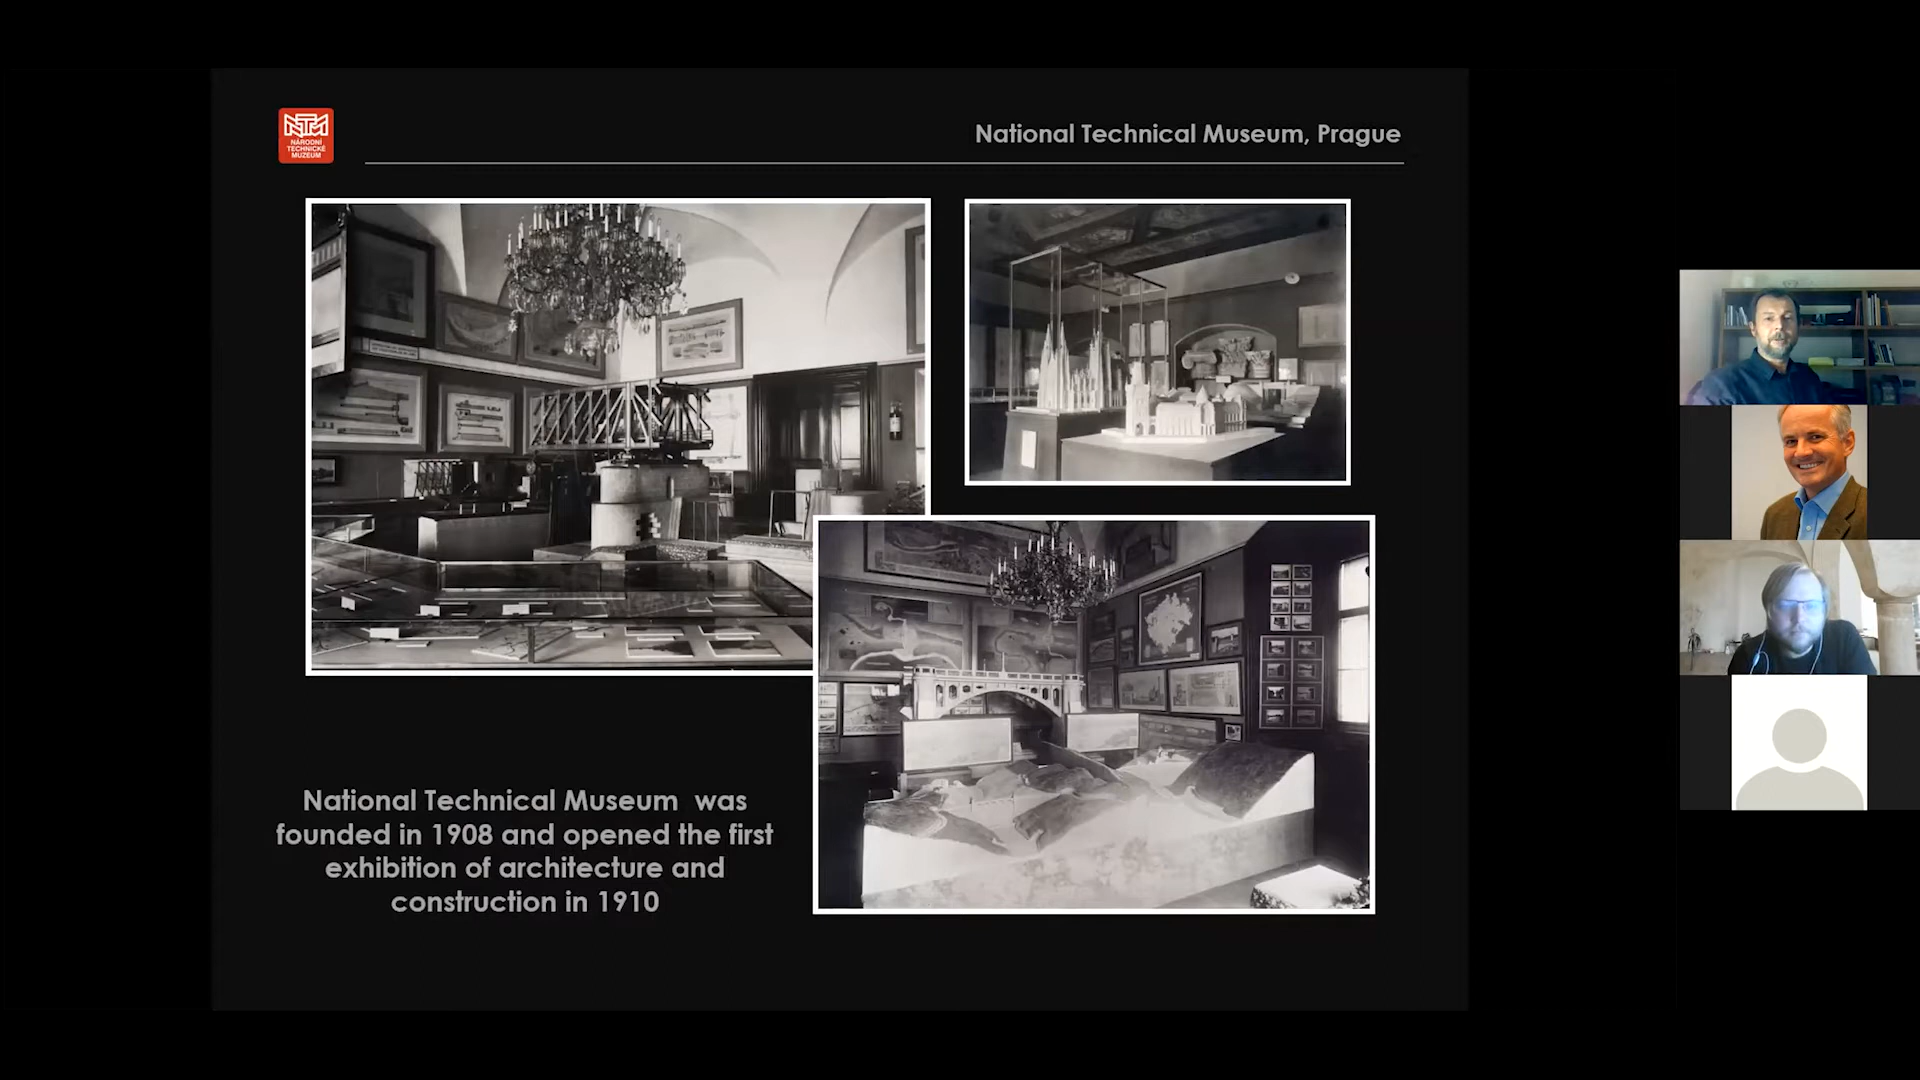 NTM
NÁRODNÍ
TECHNICKÉ
MUZEUM
National Technical Museum, Prague
National Technical Museum was
founded in 1908 and opened the first
exhibition of architecture and
construction in 1910